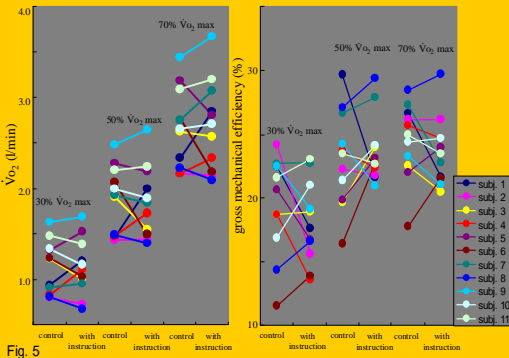 4.0
3.0
2.0
1.0
V̇o₂ (l/min)
30% V̇o₂ max
50% V̇o₂ max
70% V̇o₂ max
control
with
instruction
control
with
instruction
control
with
instruction
30
20
10
gross mechanical efficiency (%)
30% V̇o₂ max
50% V̇o₂ max
70% V̇o₂ max
control
with
instruction
control
with
instruction
control
with
instruction
subj. 1
subj. 2
subj. 3
subj. 4
subj. 5
subj. 6
subj. 7
subj. 8
subj. 9
subj. 10
subj. 11
Fig. 5